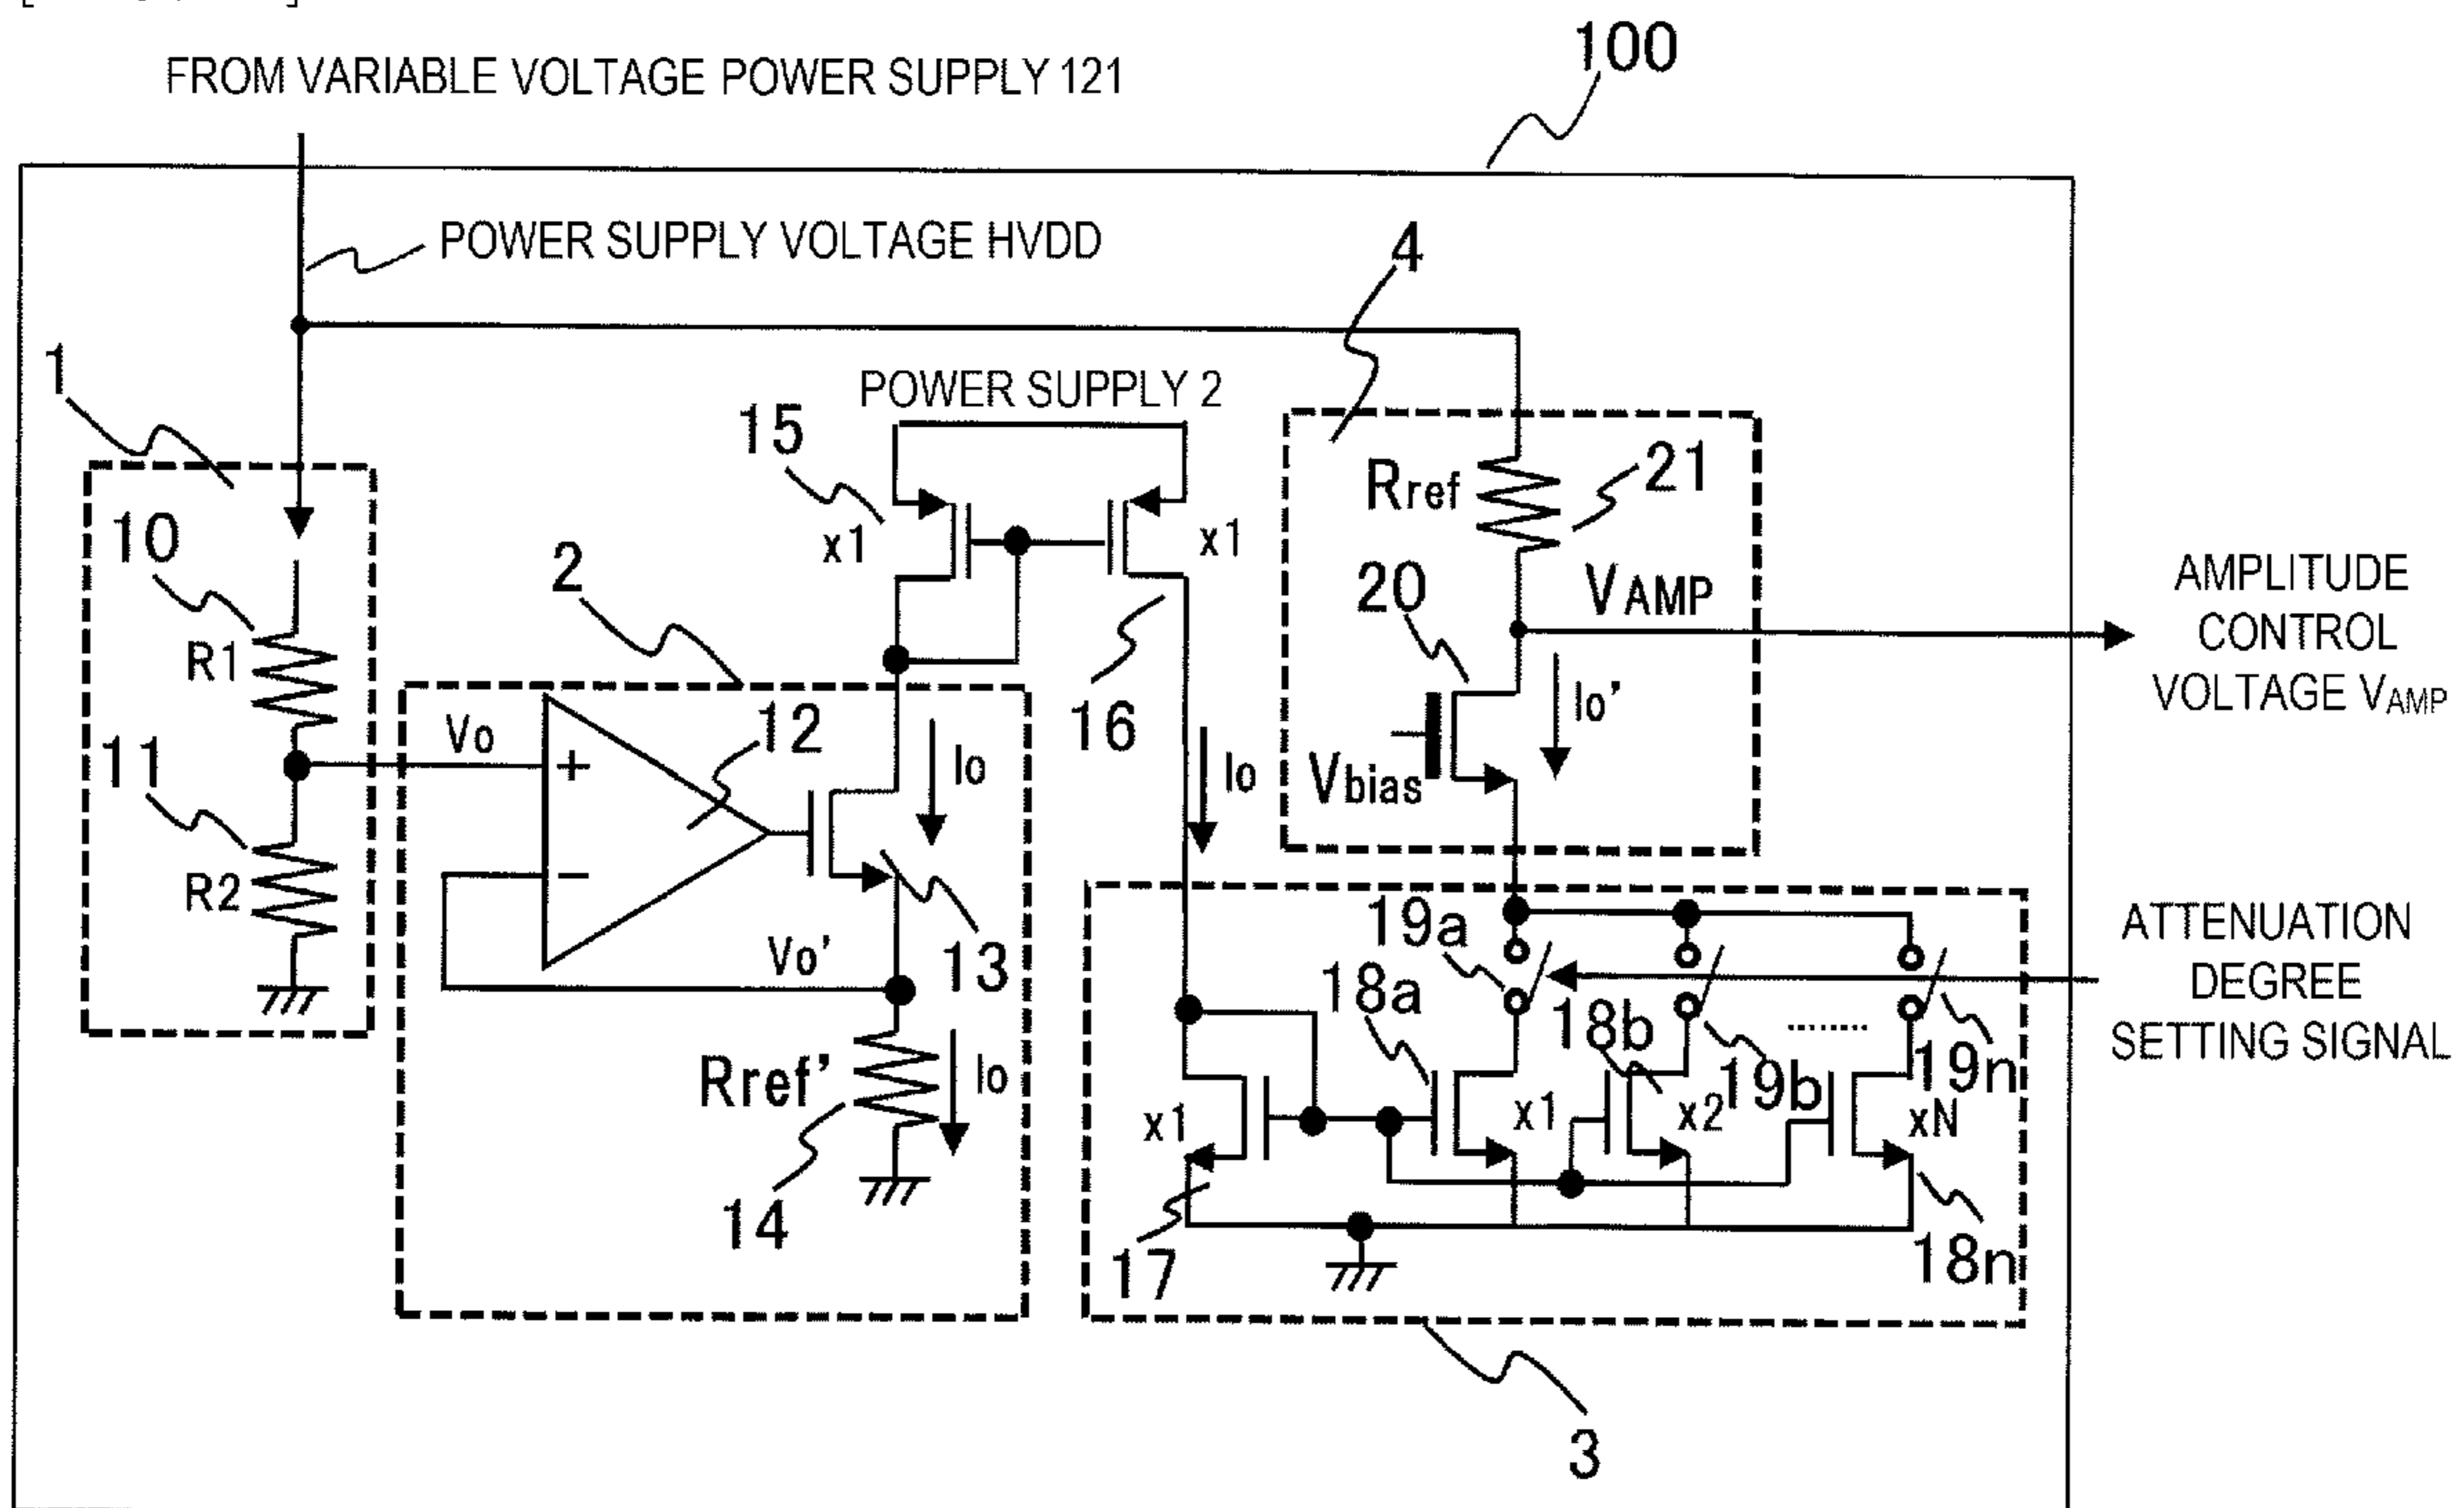 100
FROM VARIABLE VOLTAGE POWER SUPPLY 121
POWER SUPPLY VOLTAGE HVDD
4
1
POWER SUPPLY 2
15
x1
x1
Rref
21
10
R1
2
16
20
VAMP
AMPLITUDE
CONTROL
VOLTAGE VAMP
Vo
12
+
−
Io
Io
Vbias
Io'
11
R2
Vo'
13
Rref'
Io
14
19a
18a
18b
19b
........
19n
ATTENUATION
DEGREE
SETTING SIGNAL
x1
x1
x2
xN
17
18n
3